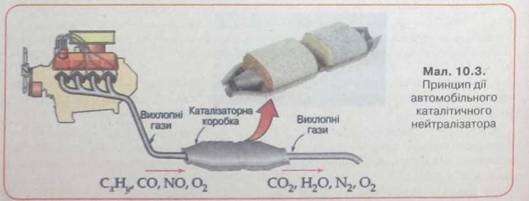 Мал. 10.3.
Принцип дії
автомобільного
каталітичного
нейтралізатора
Вихлопні
гази
Каталізаторна
коробка
Вихлопні
гази
CₓHᵧ, CO, NO, O₂
CO₂, H₂O, N₂, O₂